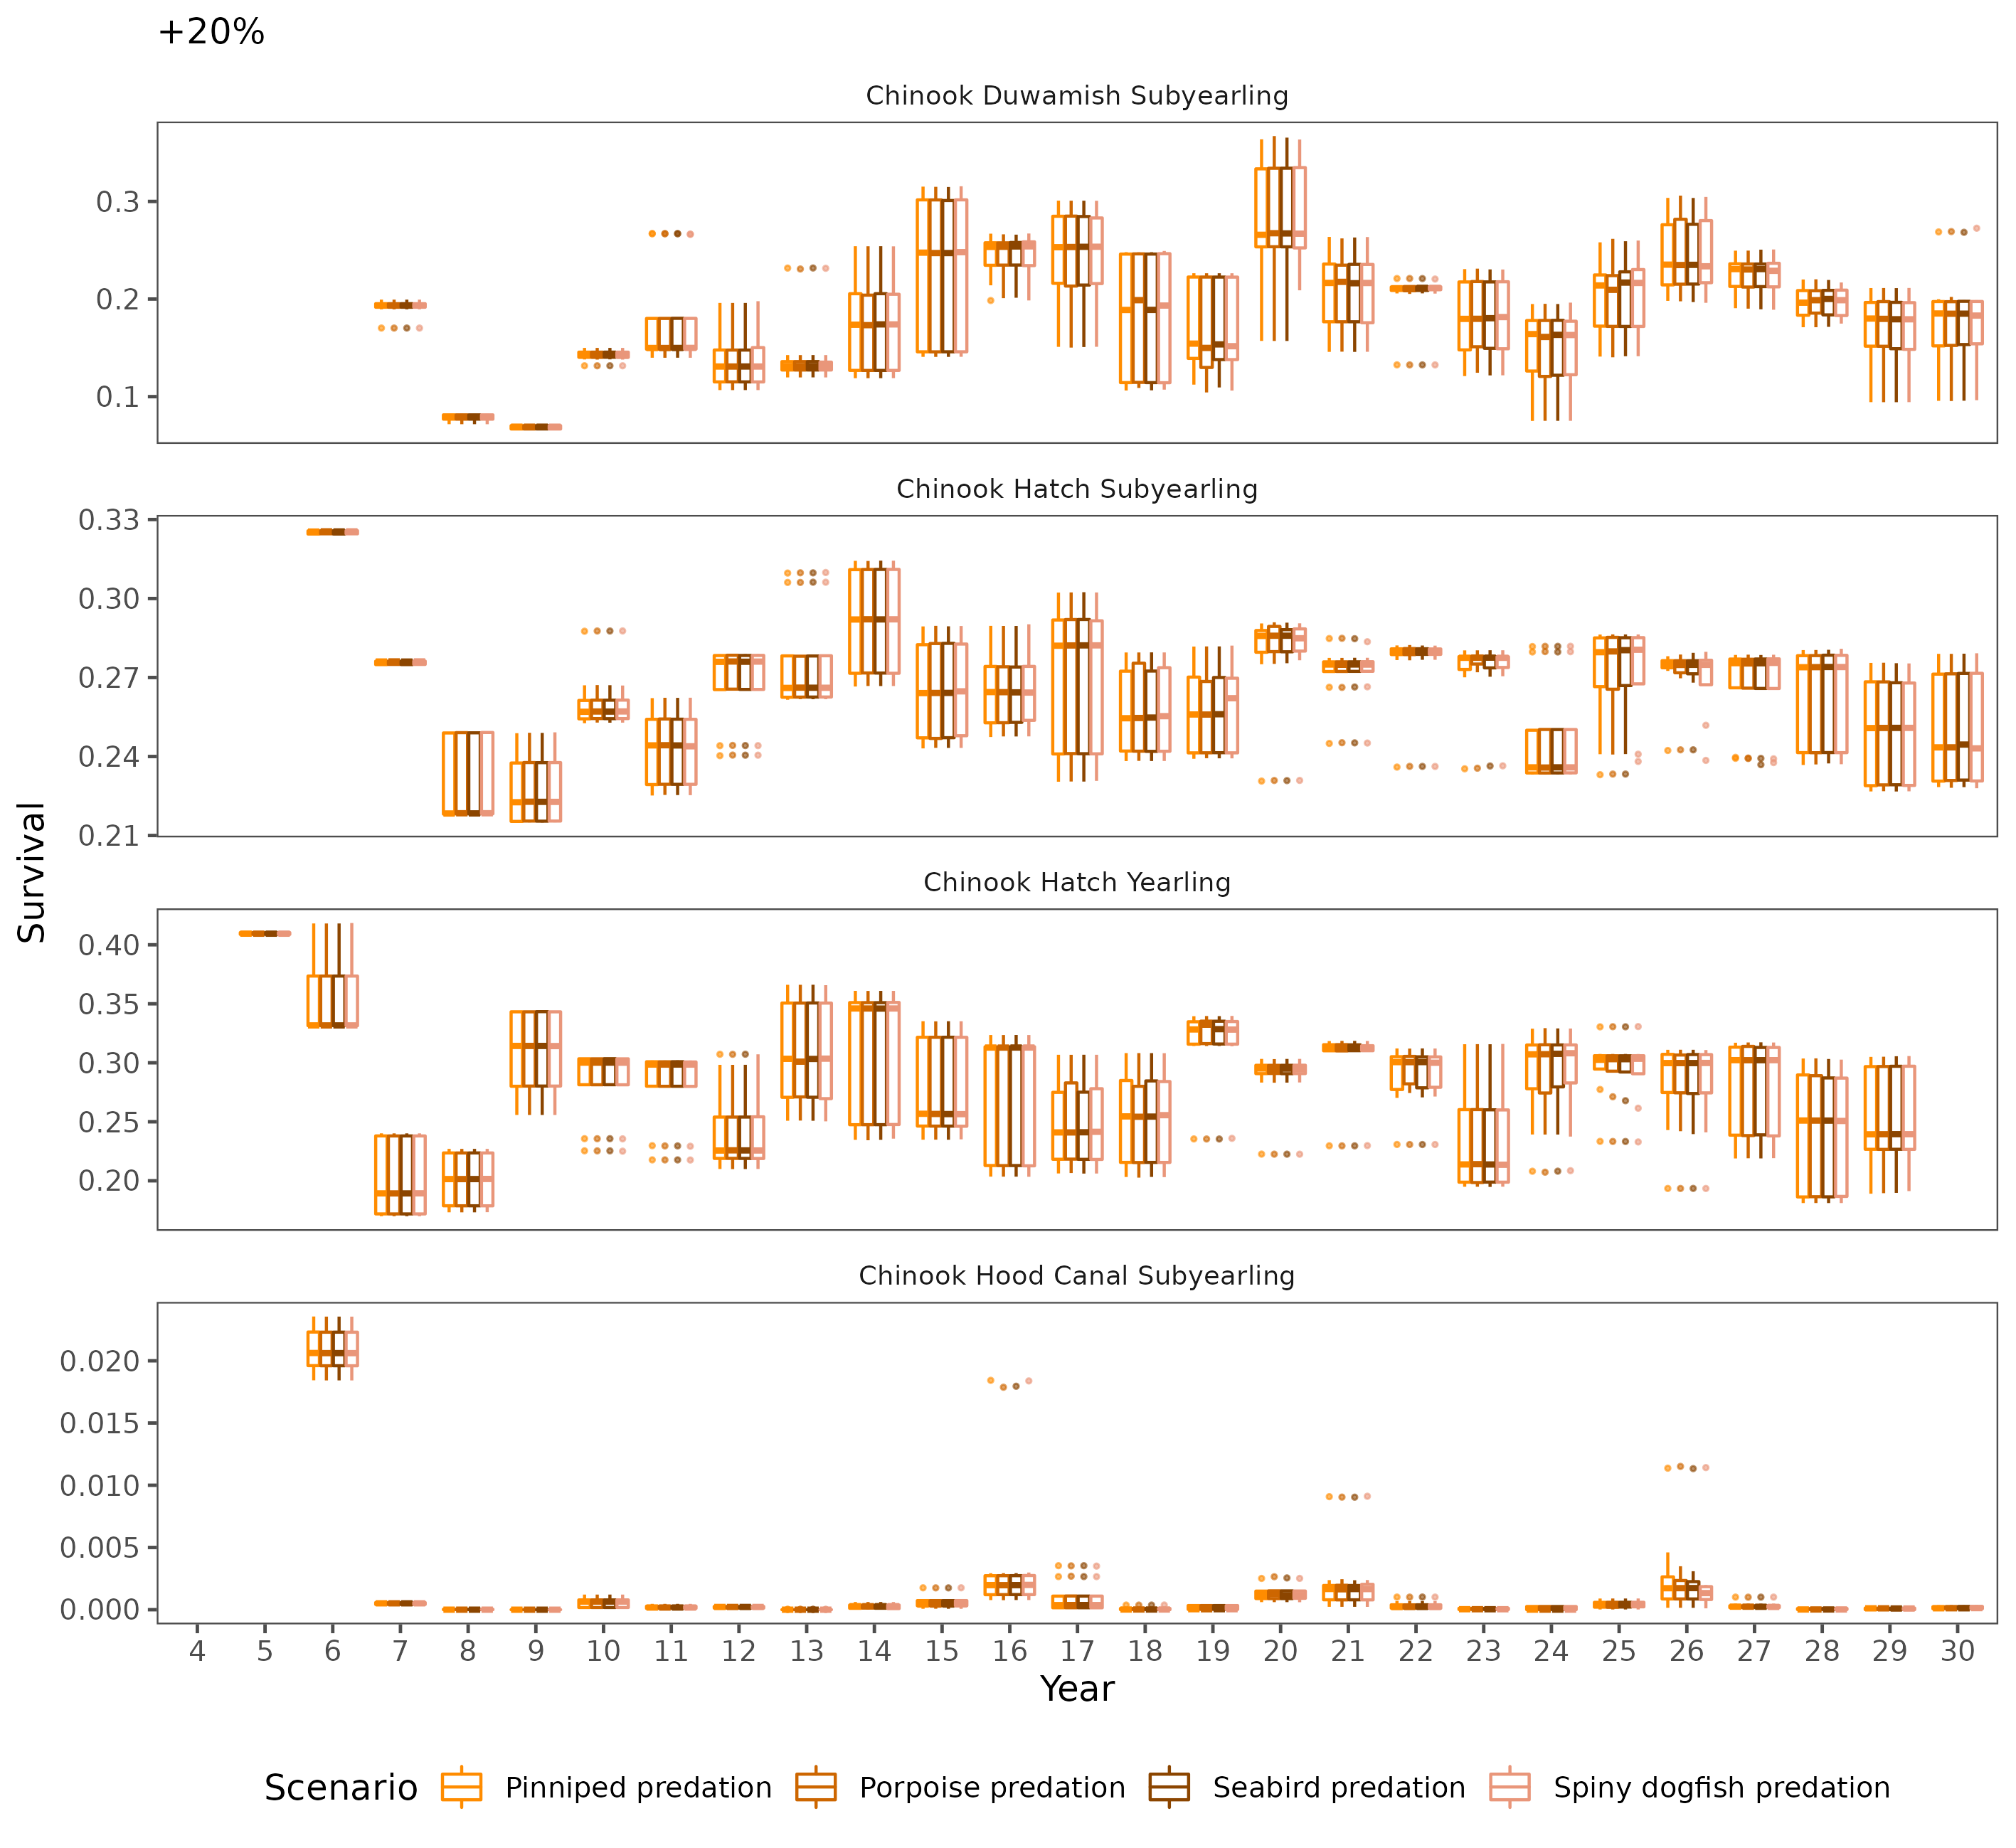 +20%
Chinook Duwamish Subyearling
0.3
0.2
0.1
Chinook Hatch Subyearling
0.33
0.30
0.27
0.24
0.21
Chinook Hatch Yearling
0.40
0.35
0.30
0.25
0.20
Chinook Hood Canal Subyearling
0.020
0.015
0.010
0.005
0.000
Survival
4 5 6 7 8 9 10 11 12 13 14 15 16 17 18 19 20 21 22 23 24 25 26 27 28 29 30
Year
Scenario Pinniped predation Porpoise predation Seabird predation Spiny dogfish predation